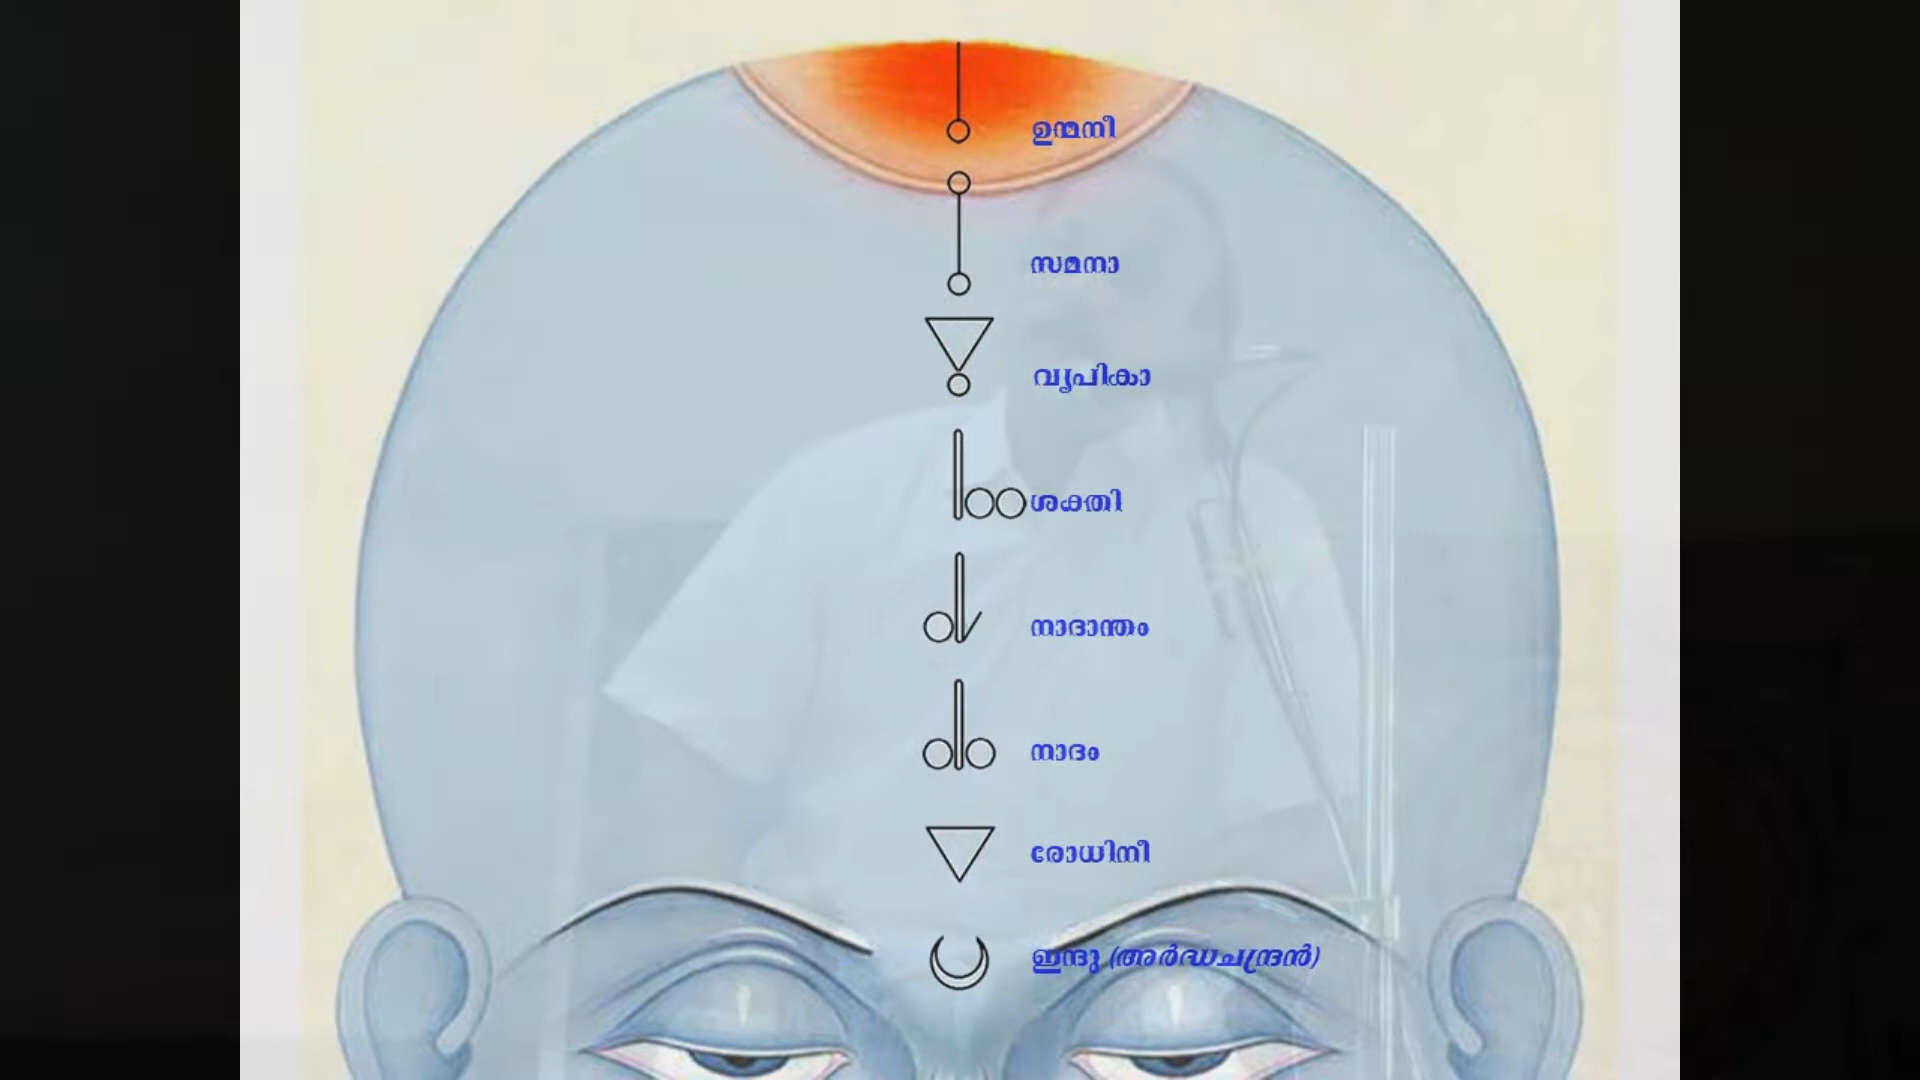 ഉന്മനീ
സമനാ
വൃപികാ
ശക്തി
നാദാന്തം
നാദം
രോധിനീ
ഇന്ദു (അർദ്ധചന്ദ്രൻ)